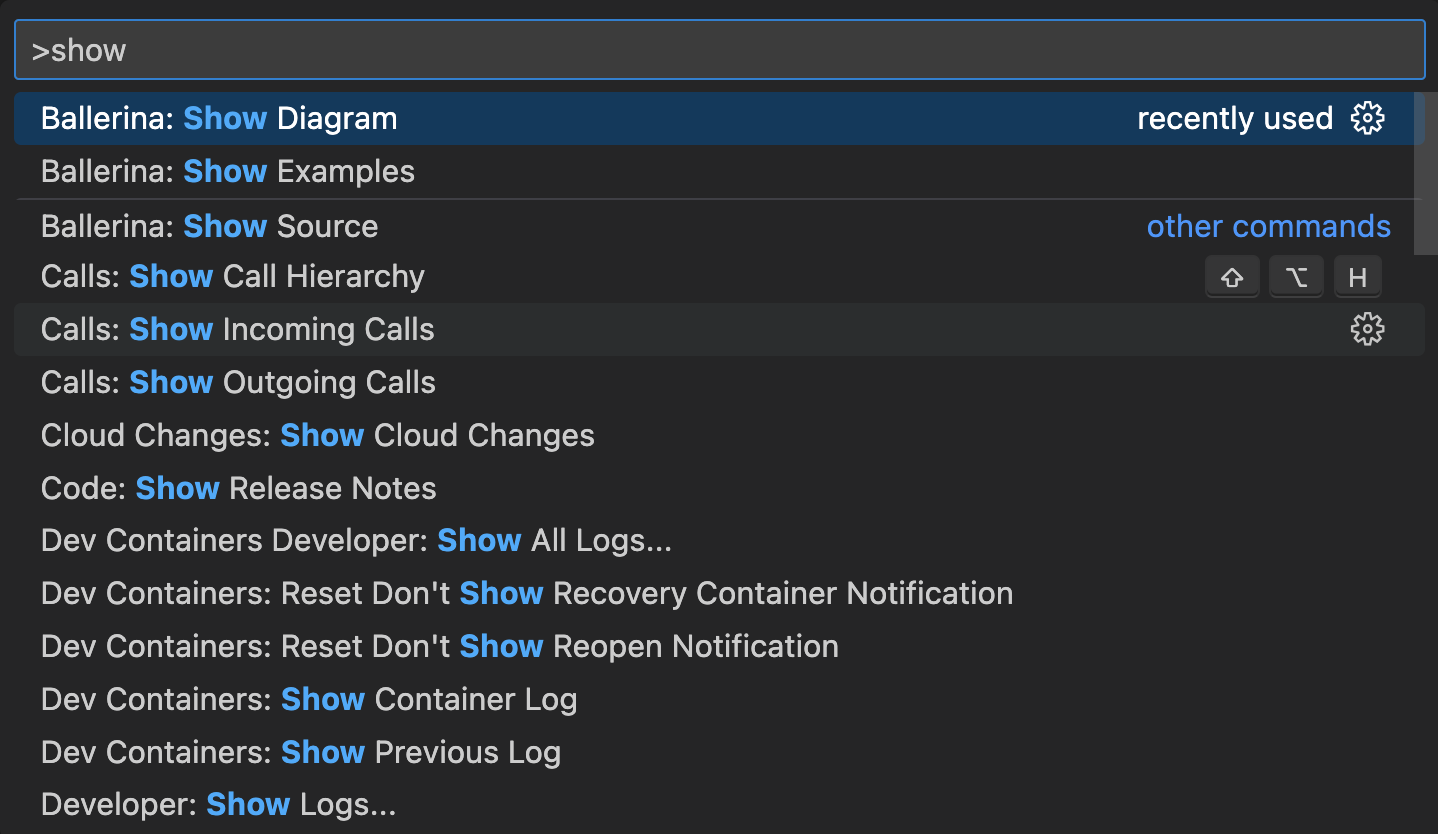 >show
Ballerina: Show Diagram recently used
Ballerina: Show Examples
Ballerina: Show Source other commands
Calls: Show Call Hierarchy ⇧ ⌥ H
Calls: Show Incoming Calls
Calls: Show Outgoing Calls
Cloud Changes: Show Cloud Changes
Code: Show Release Notes
Dev Containers Developer: Show All Logs...
Dev Containers: Reset Don't Show Recovery Container Notification
Dev Containers: Reset Don't Show Reopen Notification
Dev Containers: Show Container Log
Dev Containers: Show Previous Log
Developer: Show Logs...